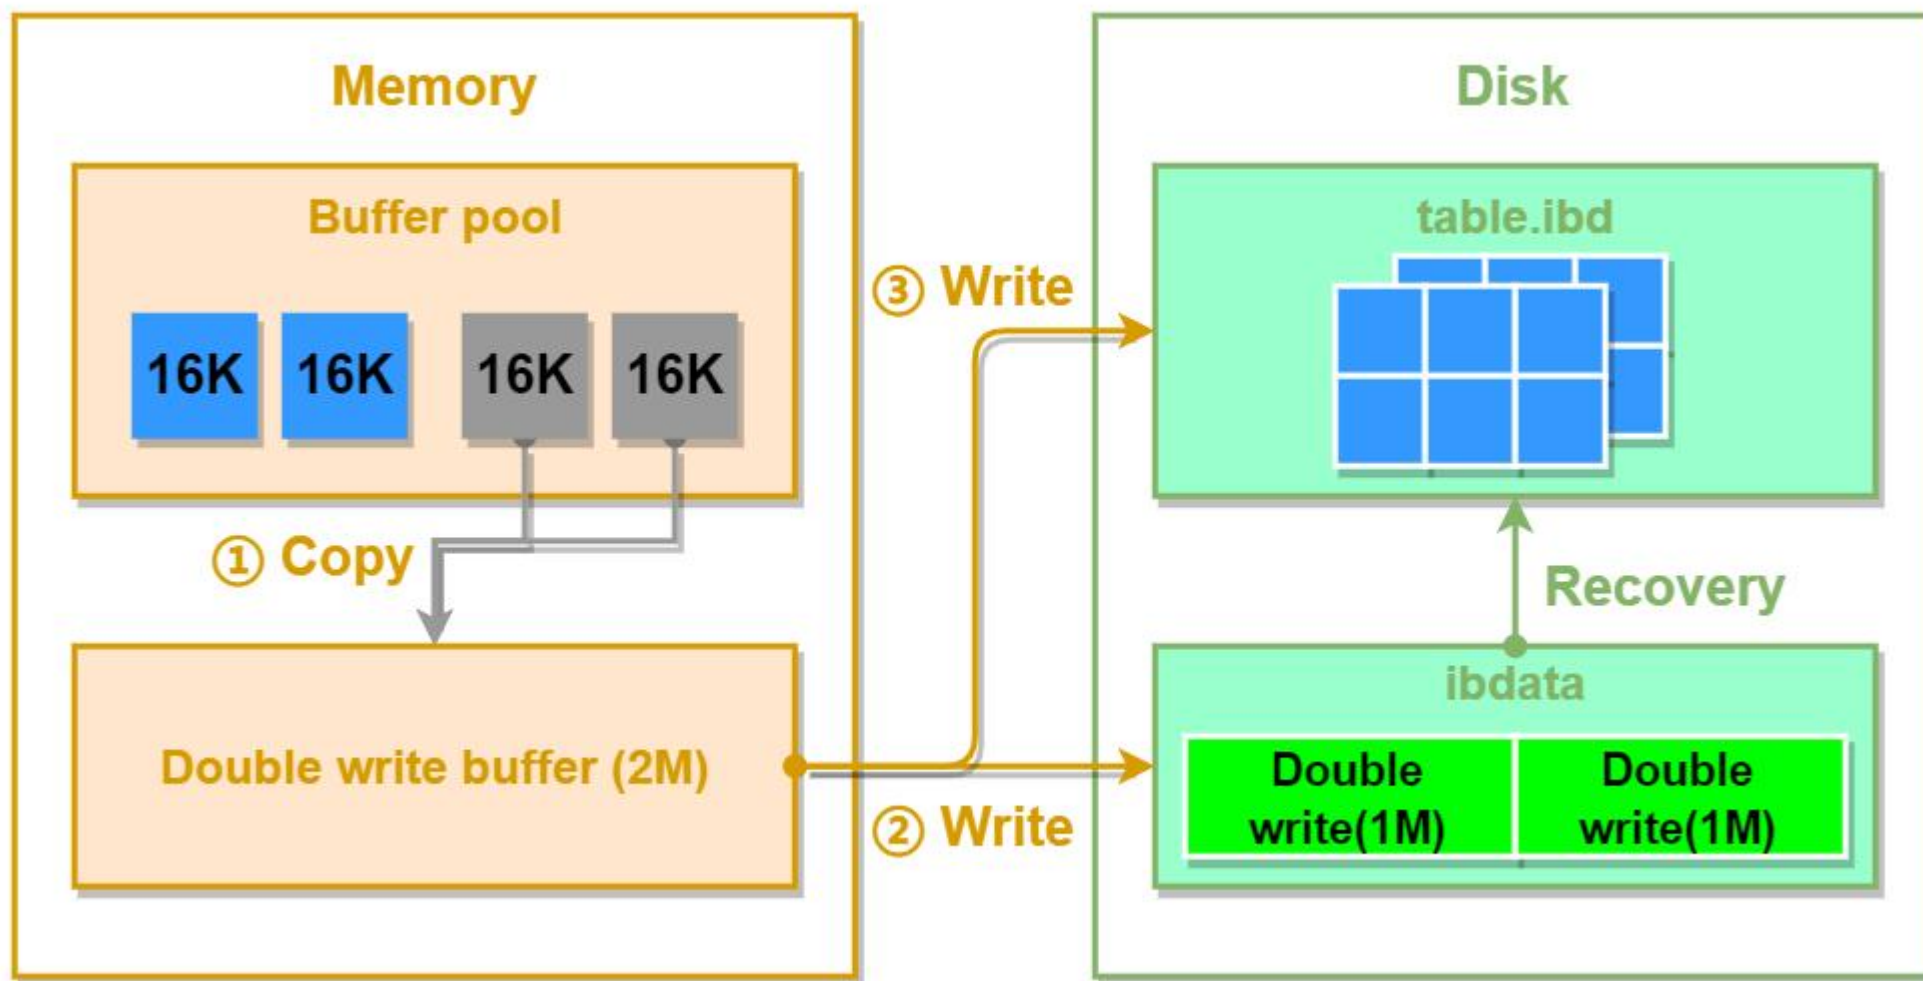 Memory
Buffer pool
16K 16K 16K 16K
① Copy
Double write buffer (2M)
③ Write
② Write
Disk
table.ibd
Recovery
ibdata
Double
write(1M)
Double
write(1M)